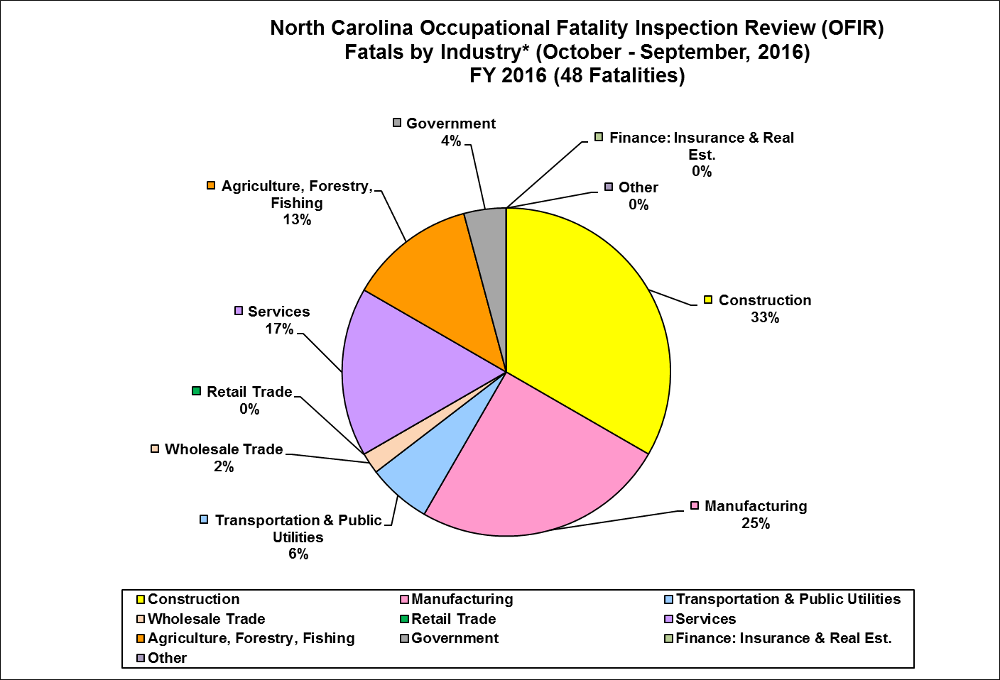 North Carolina Occupational Fatality Inspection Review (OFIR)
Fatals by Industry* (October - September, 2016)
FY 2016 (48 Fatalities)
Government
4%
Finance: Insurance & Real
Est.
0%
Other
0%
Agriculture, Forestry,
Fishing
13%
Construction
33%
Services
17%
Retail Trade
0%
Wholesale Trade
2%
Transportation & Public
Utilities
6%
Manufacturing
25%
Construction
Manufacturing
Transportation & Public Utilities
Wholesale Trade
Retail Trade
Services
Agriculture, Forestry, Fishing
Government
Finance: Insurance & Real Est.
Other